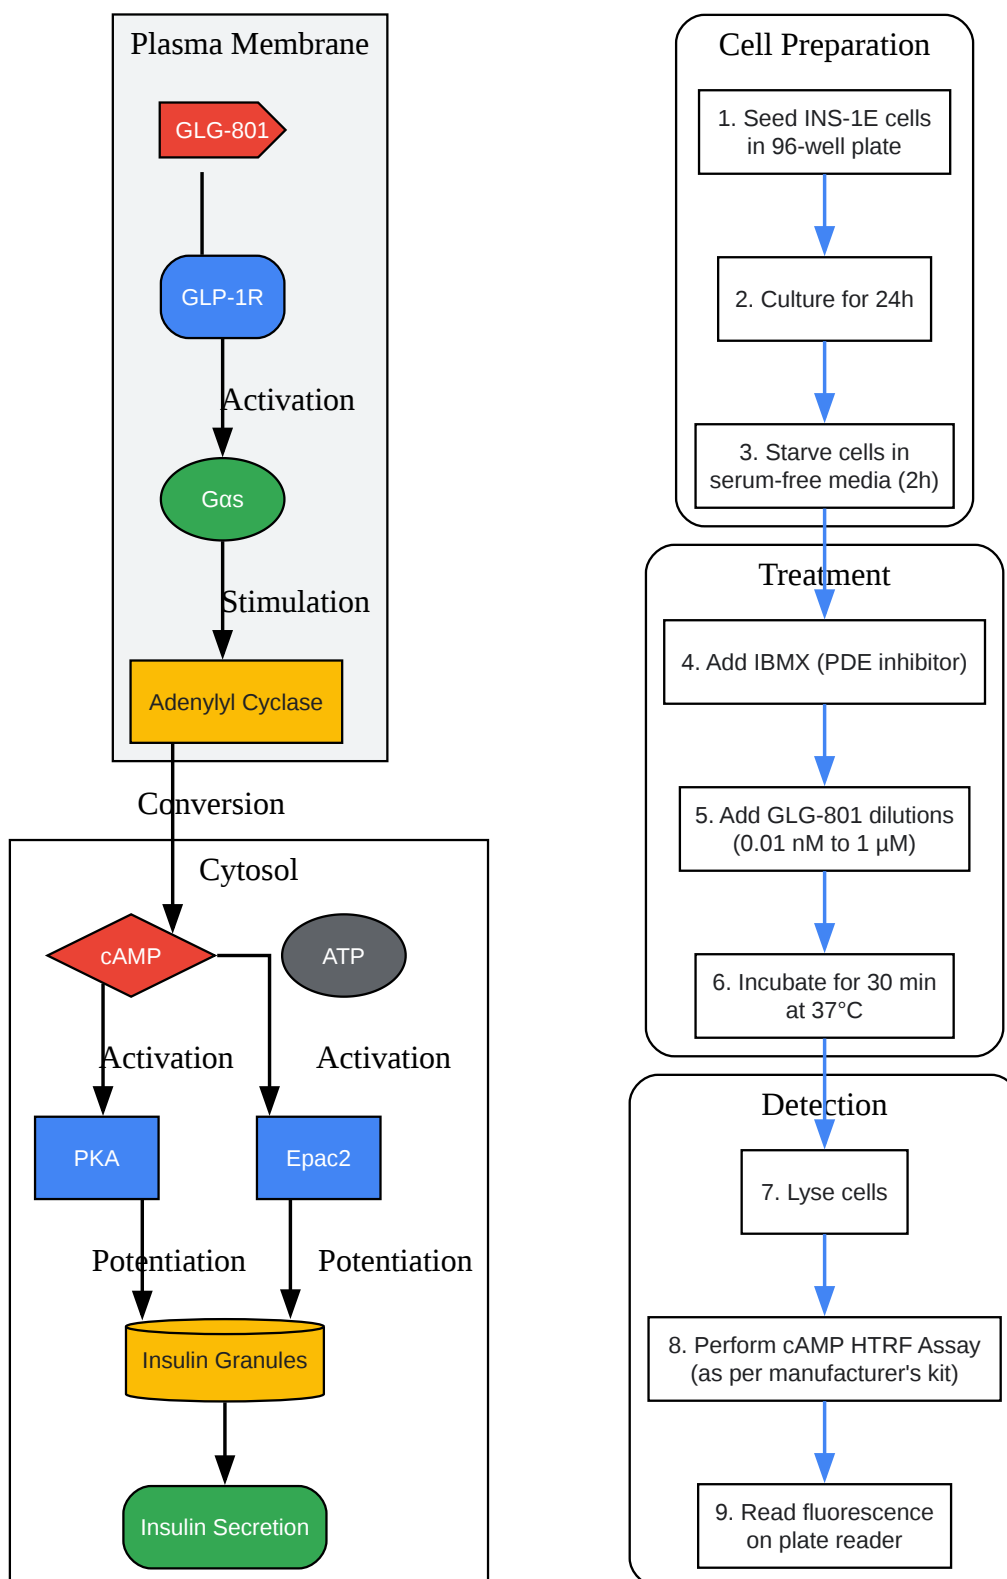 Plasma Membrane
GLG-801
GLP-1R
Activation
Gαs
Stimulation
Adenylyl Cyclase
Conversion
Cytosol
cAMP
ATP
Activation
Activation
PKA
Epac2
Potentiation
Potentiation
Insulin Granules
Insulin Secretion
Cell Preparation
1. Seed INS-1E cells
in 96-well plate
2. Culture for 24h
3. Starve cells in
serum-free media (2h)
Treatment
4. Add IBMX (PDE inhibitor)
5. Add GLG-801 dilutions
(0.01 nM to 1 µM)
6. Incubate for 30 min
at 37°C
Detection
7. Lyse cells
8. Perform cAMP HTRF Assay
(as per manufacturer's kit)
9. Read fluorescence
on plate reader